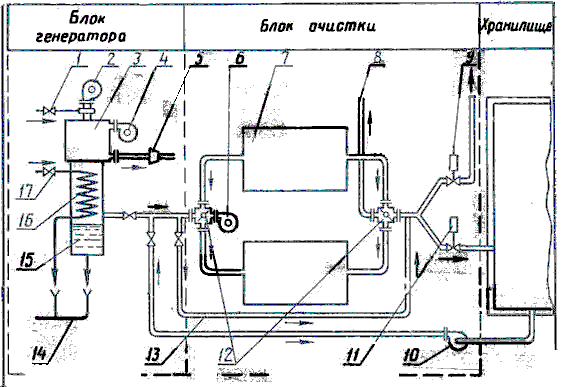 Блок генератора
Блок очистки
Хранилище
1 2 3 4 5 6 7 8 9
17
16
15
14 13 12 11 10